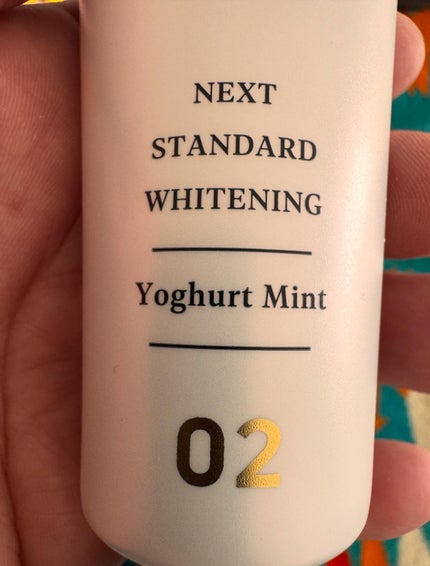 NEXT
STANDARD
WHITENING
Yoghurt Mint
02